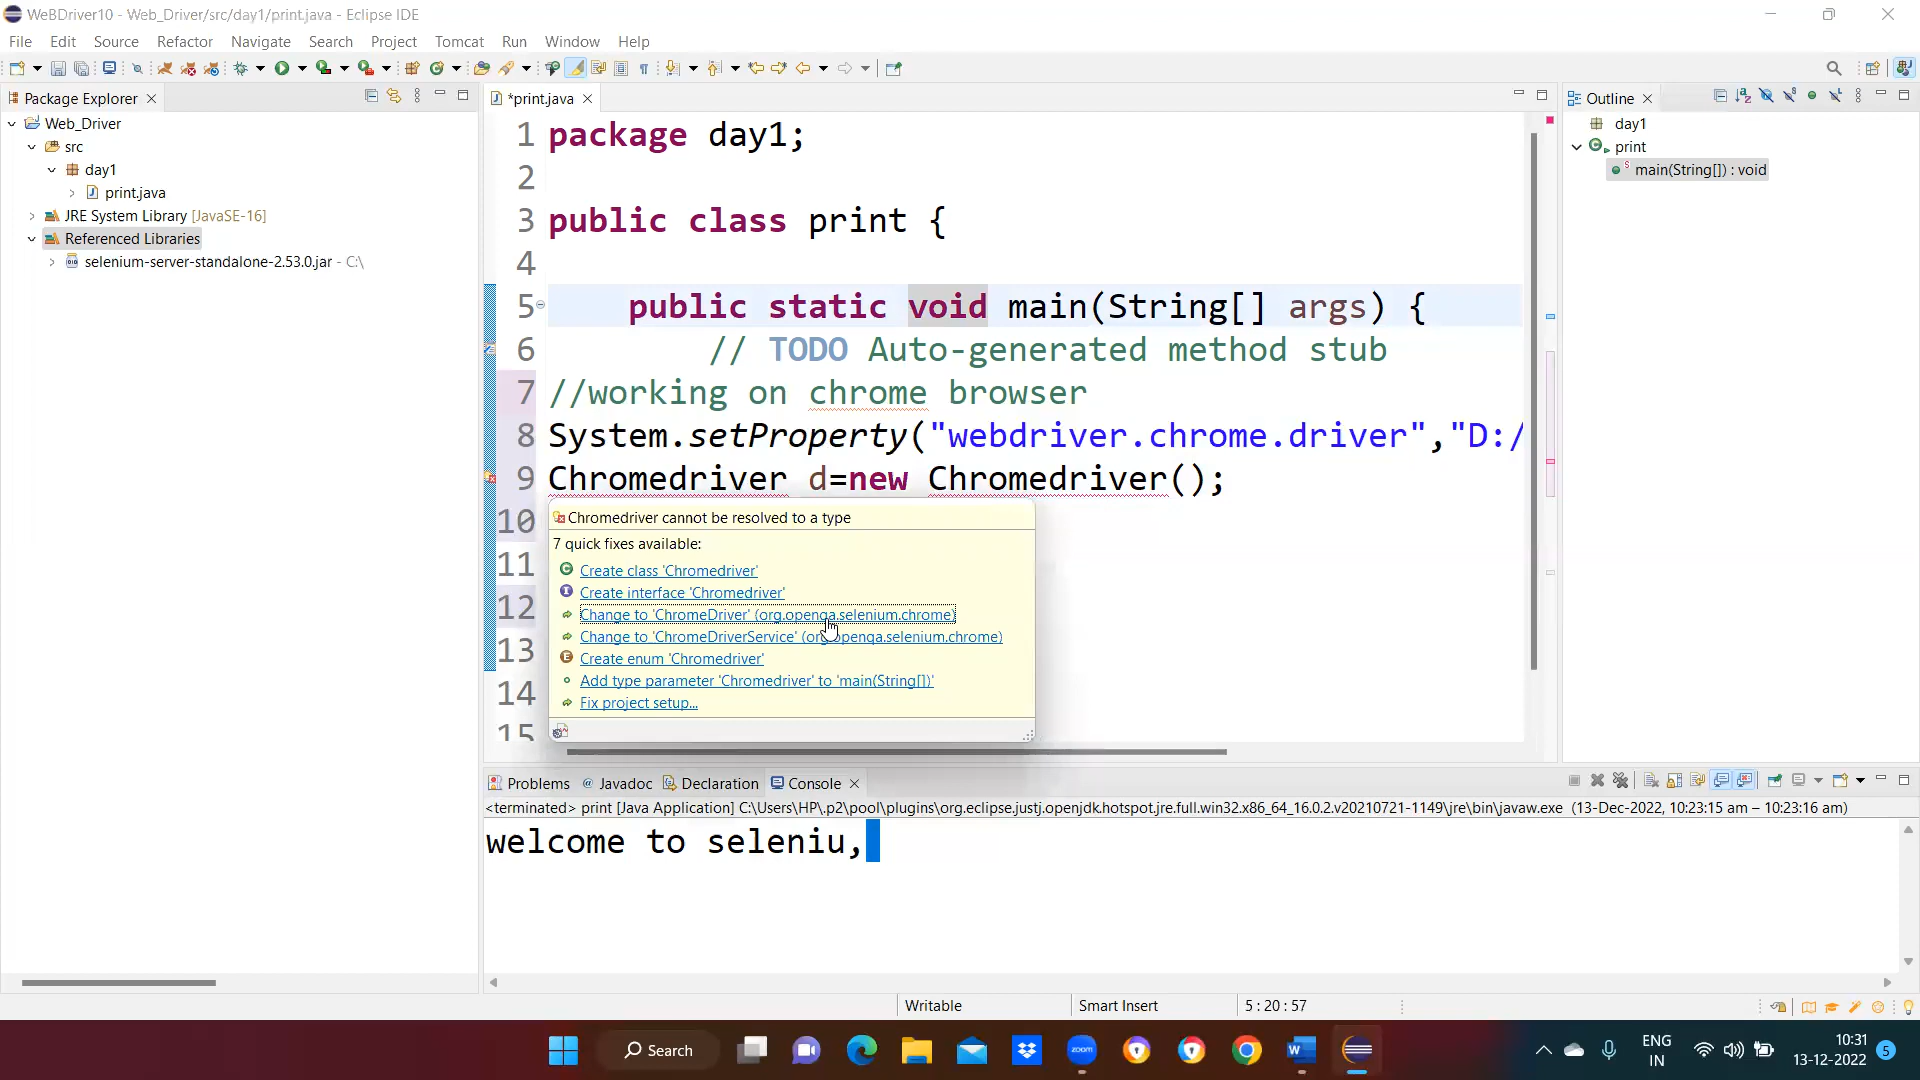 WeBDriver10 - Web_Driver/src/day1/print.java - Eclipse IDE
File Edit Source Refactor Navigate Search Project Tomcat Run Window Help
Package Explorer
Web_Driver
src
day1
print.java
JRE System Library [JavaSE-16]
Referenced Libraries
selenium-server-standalone-2.53.0.jar - C:\
*print.java
1 package day1;
2
3 public class print {
4
5 public static void main(String[] args) {
6 // TODO Auto-generated method stub
7 //working on chrome browser
8 System.setProperty("webdriver.chrome.driver","D:/
9 Chromedriver d=new Chromedriver();
10
11
12
13
14
15
Chromedriver cannot be resolved to a type
7 quick fixes available:
Create class 'Chromedriver'
Create interface 'Chromedriver'
Change to 'ChromeDriver' (org.openqa.selenium.chrome)
Change to 'ChromeDriverService' (org.openqa.selenium.chrome)
Create enum 'Chromedriver'
Add type parameter 'Chromedriver' to 'main(String[])'
Fix project setup...
Outline
day1
print
main(String[]) : void
Problems @ Javadoc Declaration Console
<terminated> print [Java Application] C:\Users\HP\.p2\pool\plugins\org.eclipse.justj.openjdk.hotspot.jre.full.win32.x86_64_16.0.2.v20210721-1149\jre\bin\javaw.exe (13-Dec-2022, 10:23:15 am – 10:23:16 am)
welcome to seleniu,
Writable Smart Insert 5 : 20 : 57
Search
zoom
ENG
IN
10:31
13-12-2022
5